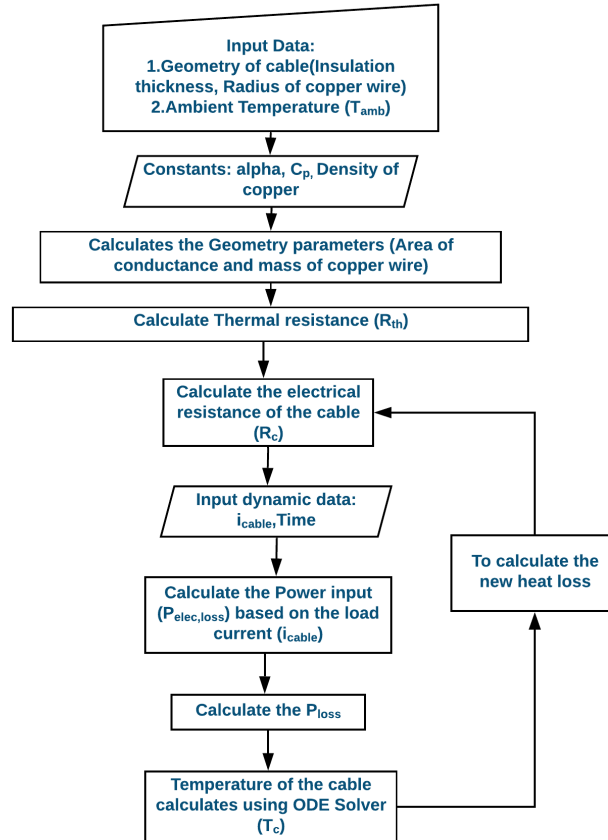 Input Data:
1.Geometry of cable(Insulation
thickness, Radius of copper wire)
2.Ambient Temperature (Tamb)
Constants: alpha, Cp, Density of
copper
Calculates the Geometry parameters (Area of
conductance and mass of copper wire)
Calculate Thermal resistance (Rth)
Calculate the electrical
resistance of the cable
(Rc)
Input dynamic data:
icable,Time
Calculate the Power input
(Pelec,loss) based on the load
current (icable)
Calculate the Ploss
Temperature of the cable
calculates using ODE Solver
(Tc)
To calculate the
new heat loss